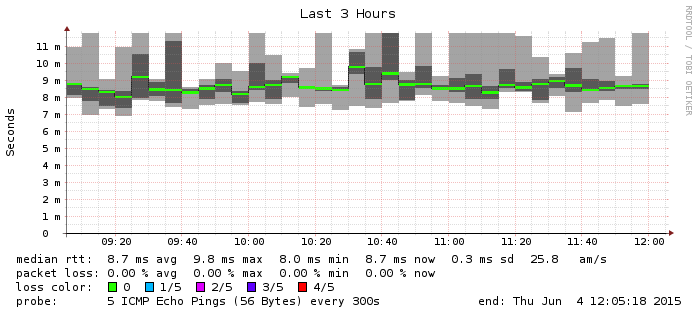 Last 3 Hours
RRDTOOL / TOBI OETIKER
Seconds
11 m
10 m
9 m
8 m
7 m
6 m
5 m
4 m
3 m
2 m
1 m
0
09:20 09:40 10:00 10:20 10:40 11:00 11:20 11:40 12:00
median rtt: 8.7 ms avg 9.8 ms max 8.0 ms min 8.7 ms now 0.3 ms sd 25.8 am/s
packet loss: 0.00 % avg 0.00 % max 0.00 % min 0.00 % now
loss color: 0 1/5 2/5 3/5 4/5
probe: 5 ICMP Echo Pings (56 Bytes) every 300s end: Thu Jun 4 12:05:18 2015